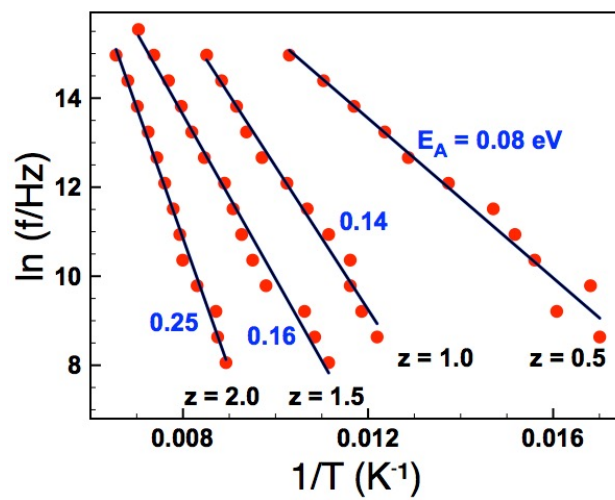 14
12
10
8
ln (f/Hz)
E_A = 0.08 eV
0.14
0.16
0.25
z = 2.0
z = 1.5
z = 1.0
z = 0.5
0.008
0.012
0.016
1/T (K⁻¹)